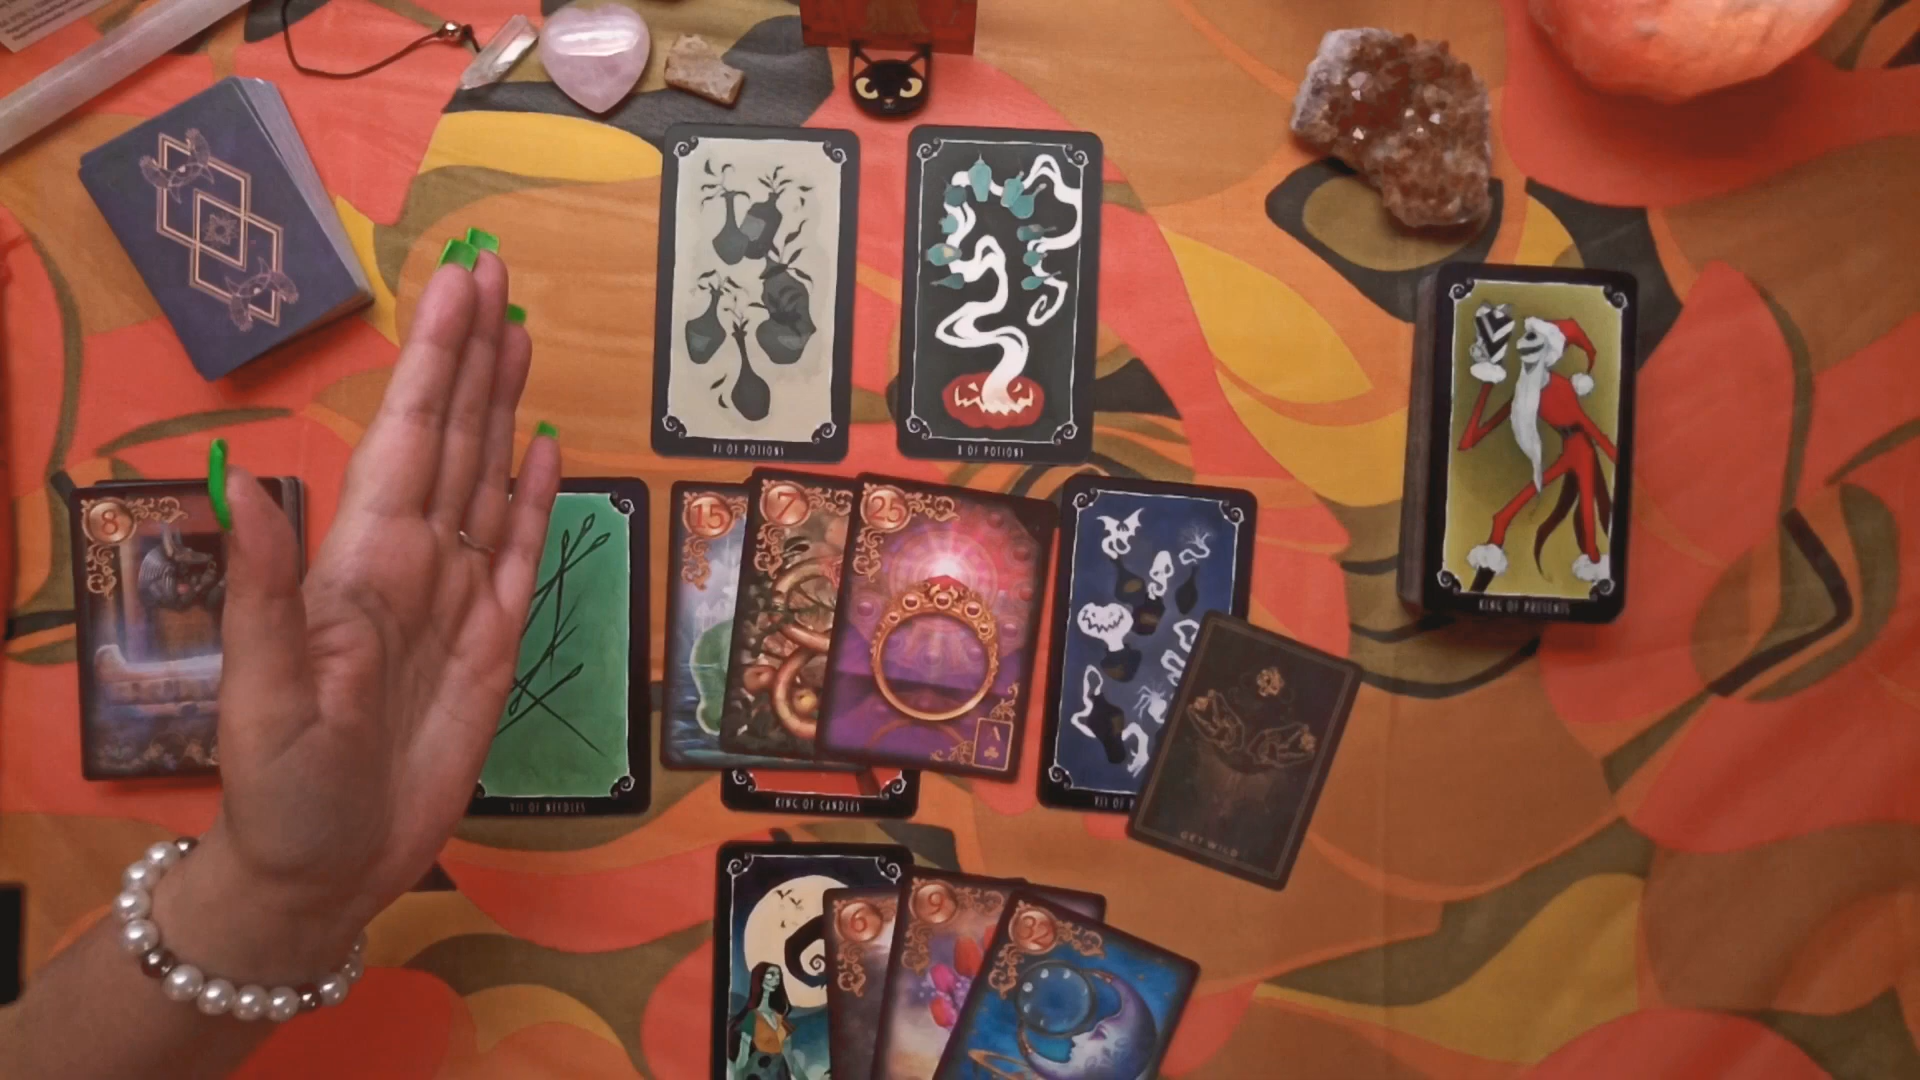 VI OF POTIONS
X OF POTIONS
KING OF PRESENTS
8
15
7
25
1
VII OF NEEDLES
KING OF CANDLES
GET WILD
6
9
32